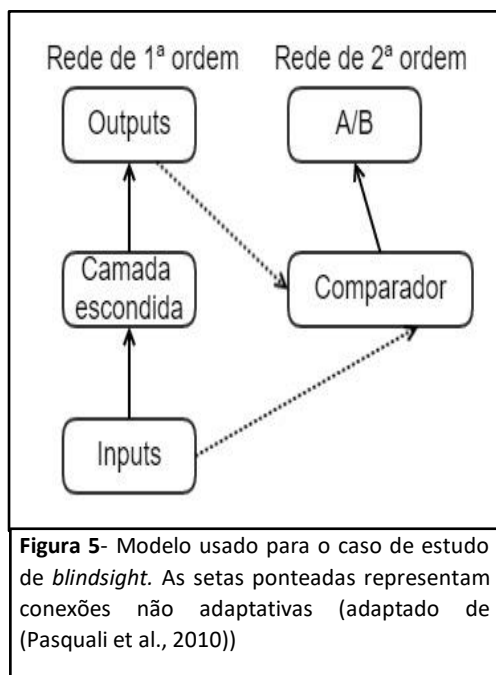 Rede de 1ª ordem
Rede de 2ª ordem
Outputs
A/B
Camada
escondida
Comparador
Inputs
Figura 5- Modelo usado para o caso de estudo
de blindsight. As setas ponteadas representam
conexões não adaptativas (adaptado de
(Pasquali et al., 2010))